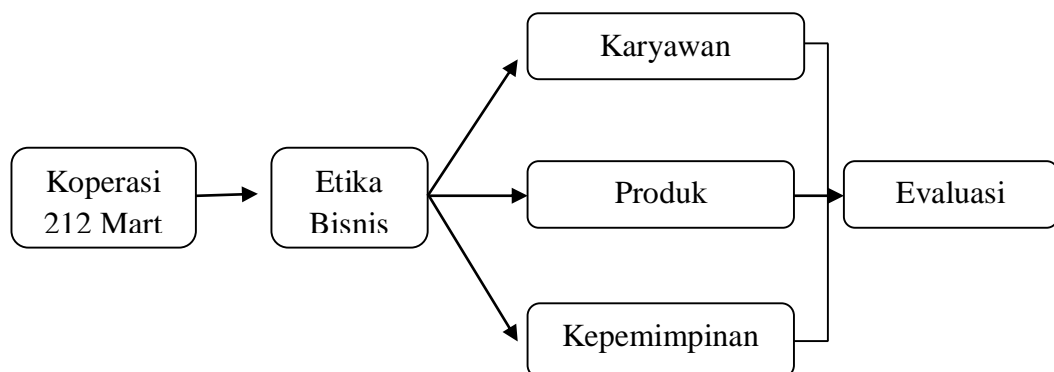 Karyawan
Koperasi
212 Mart
Etika
Bisnis
Produk
Evaluasi
Kepemimpinan